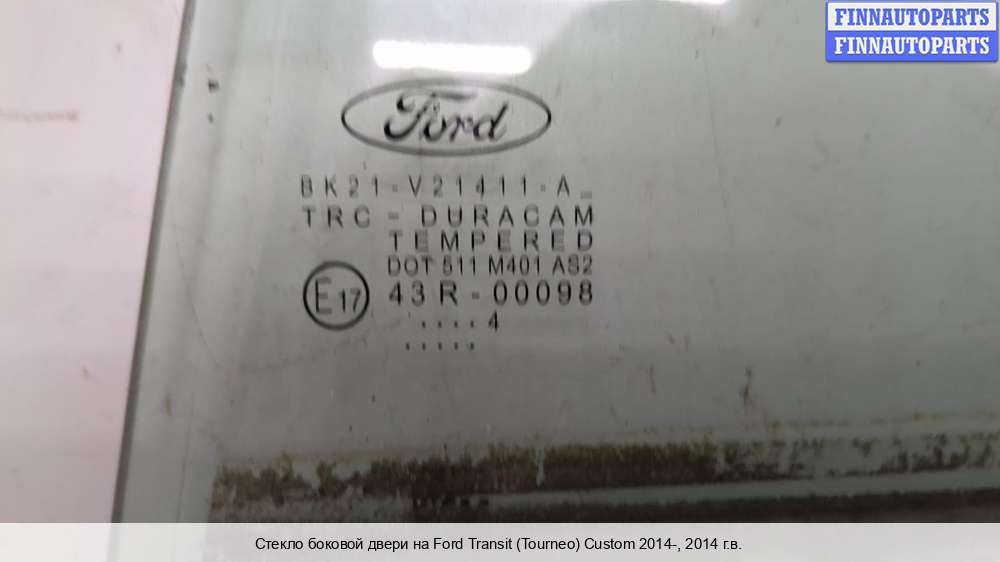 FINNAUTOPARTS
FINNAUTOPARTS
Ford
BK21-V21411-A_
TRC - DURACAM
TEMPERED
DOT 511 M401 AS2
E17 43R-00098
....4
.....,
Стекло боковой двери на Ford Transit (Tourneo) Custom 2014-, 2014 г.в.